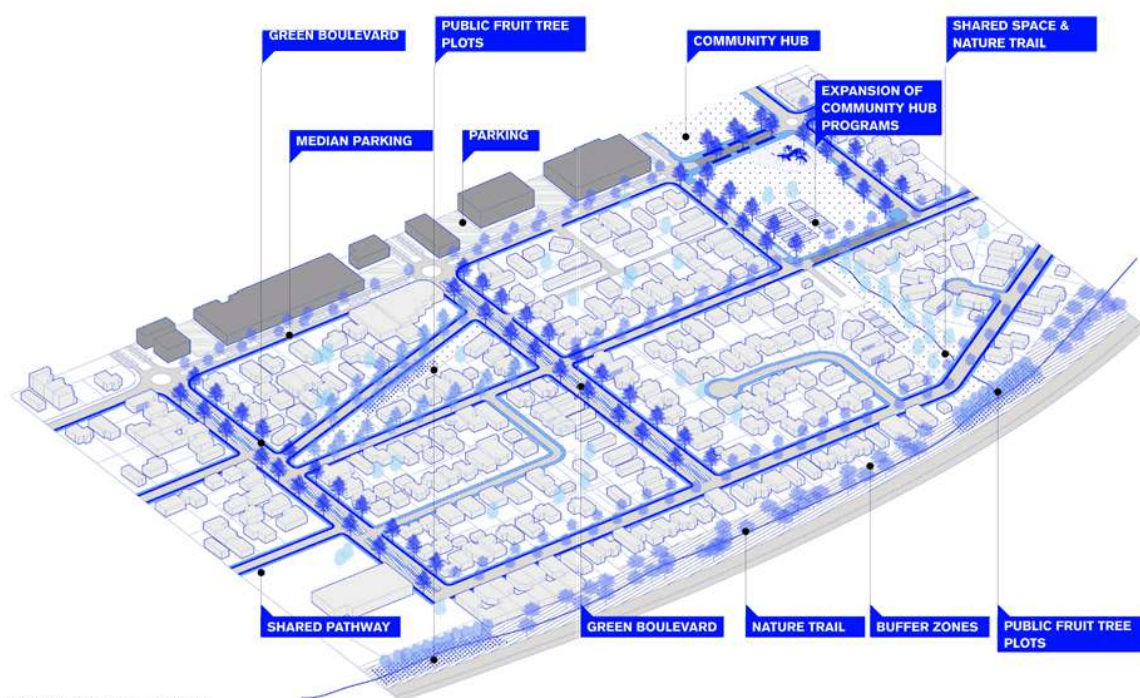 GREEN BOULEVARD
PUBLIC FRUIT TREE
PLOTS
COMMUNITY HUB
SHARED SPACE &
NATURE TRAIL
MEDIAN PARKING
PARKING
EXPANSION OF
COMMUNITY HUB
PROGRAMS
SHARED PATHWAY
GREEN BOULEVARD
NATURE TRAIL
BUFFER ZONES
PUBLIC FRUIT TREE
PLOTS